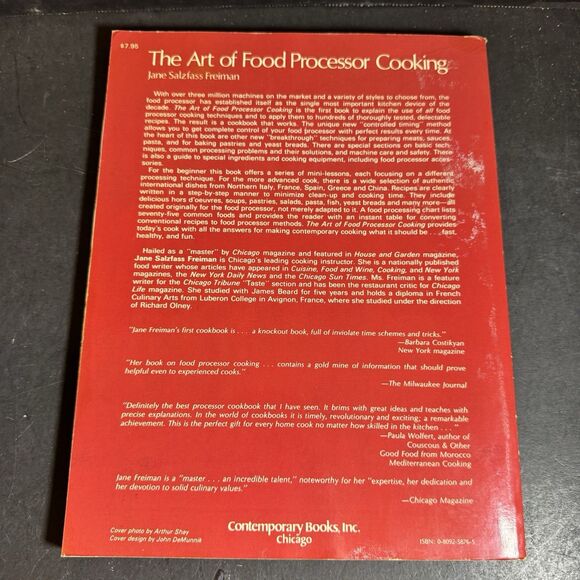 $7.95
The Art of Food Processor Cooking
Jane Salzfass Freiman
With over three million machines on the market and a variety of styles to choose from, the
food processor has established itself as the single most important kitchen device of the
decade. The Art of Food Processor Cooking is the first book to explain the use of all food
processor cooking techniques and to apply them to hundreds of thoroughly tested, delectable
recipes. The result is a cookbook that works. The unique new "controlled timing" method
allows you to get complete control of your food processor with perfect results every time. At
the heart of this book are other new "breakthrough" techniques for preparing meats, sauces,
pasta, and for baking pastries and yeast breads. There are special sections on basic tech-
niques, common processing problems and their solutions, and machine care and safety. There
is also a guide to special ingredients and cooking equipment, including food processor acces-
sories.
For the beginner this book offers a series of mini-lessons, each focusing on a different
processing technique. For the more advanced cook, there is a wide selection of authentic
international dishes from Northern Italy, France, Spain, Greece and China. Recipes are clearly
written in a step-by-step manner to minimize clean-up and cooking time. They include
delicious hors d'oeuvres, soups, pastries, salads, pasta, fish, yeast breads and many more—all
created originally for the food processor, not merely adapted to it. A food processing chart lists
seventy-five common foods and provides the reader with an instant table for converting
conventional recipes to food processor methods. The Art of Food Processor Cooking provides
today's cook with all the answers for making contemporary cooking what it should be . . . fast,
healthy, and fun.
Hailed as a "master" by Chicago magazine and featured in House and Garden magazine,
Jane Salzfass Freiman is Chicago's leading cooking instructor. She is a nationally published
food writer whose articles have appeared in Cuisine, Food and Wine, Cooking, and New York
magazines, the New York Daily News and the Chicago Sun Times. Ms. Freiman is a feature
writer for the Chicago Tribune "Taste" section and has been the restaurant critic for Chicago
Life magazine. She studied with James Beard for five years and holds a diploma in French
Culinary Arts from Luberon College in Avignon, France, where she studied under the direction
of Richard Olney.
"Jane Freiman's first cookbook is . . . a knockout book, full of inviolate time schemes and tricks."
—Barbara Costikyan
New York magazine
"Her book on food processor cooking . . . contains a gold mine of information that should prove
helpful even to experienced cooks."
—The Milwaukee Journal
"Definitely the best processor cookbook that I have seen. It brims with great ideas and teaches with
precise explanations. In the world of cookbooks it is timely, revolutionary and exciting; a remarkable
achievement. This is the perfect gift for every home cook no matter how skilled in the kitchen . . . "
—Paula Wolfert, author of
Couscous & Other
Good Food from Morocco
Mediterranean Cooking
Jane Freiman is a "master . . . an incredible talent," noteworthy for her "expertise, her dedication and
her devotion to solid culinary values."
—Chicago Magazine
Cover photo by Arthur Shay
Cover design by John DeMunnik
Contemporary Books, Inc.
Chicago
ISBN: 0-8092-5876-5